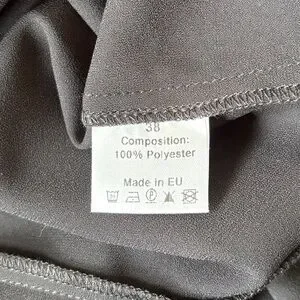 38
Composition:
100% Polyester
Made in EU